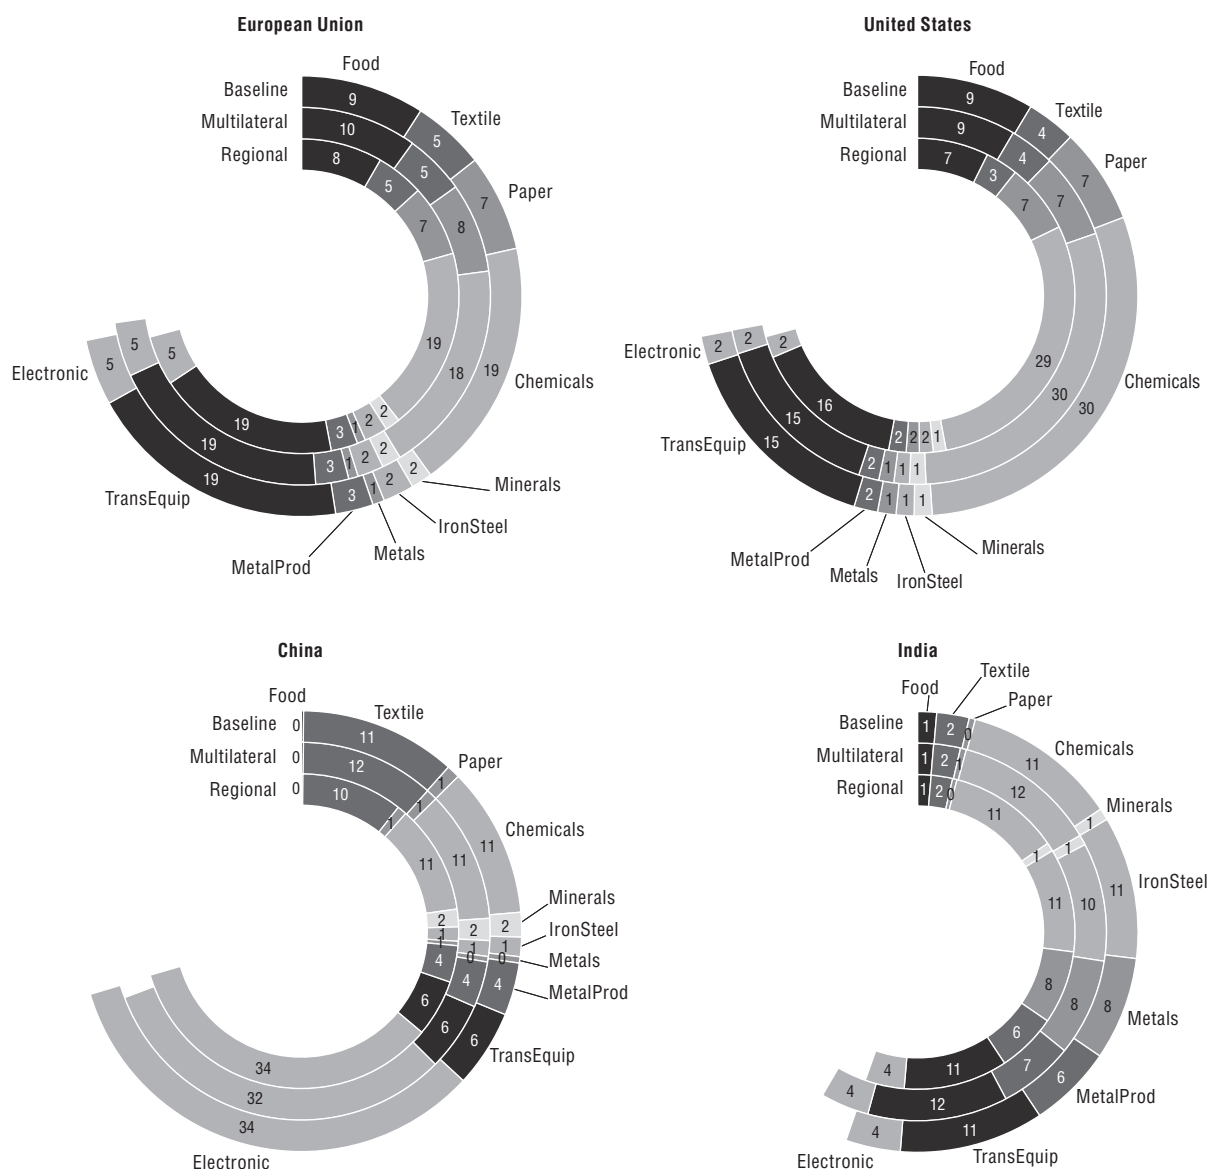 European Union
Food
Baseline 9
Textile
Multilateral 10 5
Regional 8 5
5
Paper
7
7 8
19
18 19 Chemicals
5 5 5
Electronic
19 3 1 2 2
19 3 1 2 2
19 3 1 2 2
TransEquip
Minerals
IronSteel
Metals
MetalProd
United States
Food
Baseline 9
Textile
Multilateral 9 4
Regional 7 4
3
Paper
7
7 7
29
30
30 Chemicals
2 2 2
Electronic
16 2 2 2 1
15 2 1 1 1
15 2 1 1 1
TransEquip
Minerals
MetalProd
Metals
IronSteel
China
Food
Textile
Baseline 0 11
Multilateral 0 12
Paper
Regional 0 10 1
1
1
Chemicals
11 11 11
Minerals
2 2 2
IronSteel
1 1 1
Metals
1 0 0
MetalProd
4 4 4
6 6 6
TransEquip
34
32
34
Electronic
India
Textile
Food
Paper
Baseline 1 2 0
Chemicals
11
Multilateral 1 2 1
12
Regional 1 2 0
11
Minerals
1 1 1
IronSteel
11 10 11
8 8 8
Metals
6 7 6
MetalProd
4 11
4 12
4 11
TransEquip
Electronic